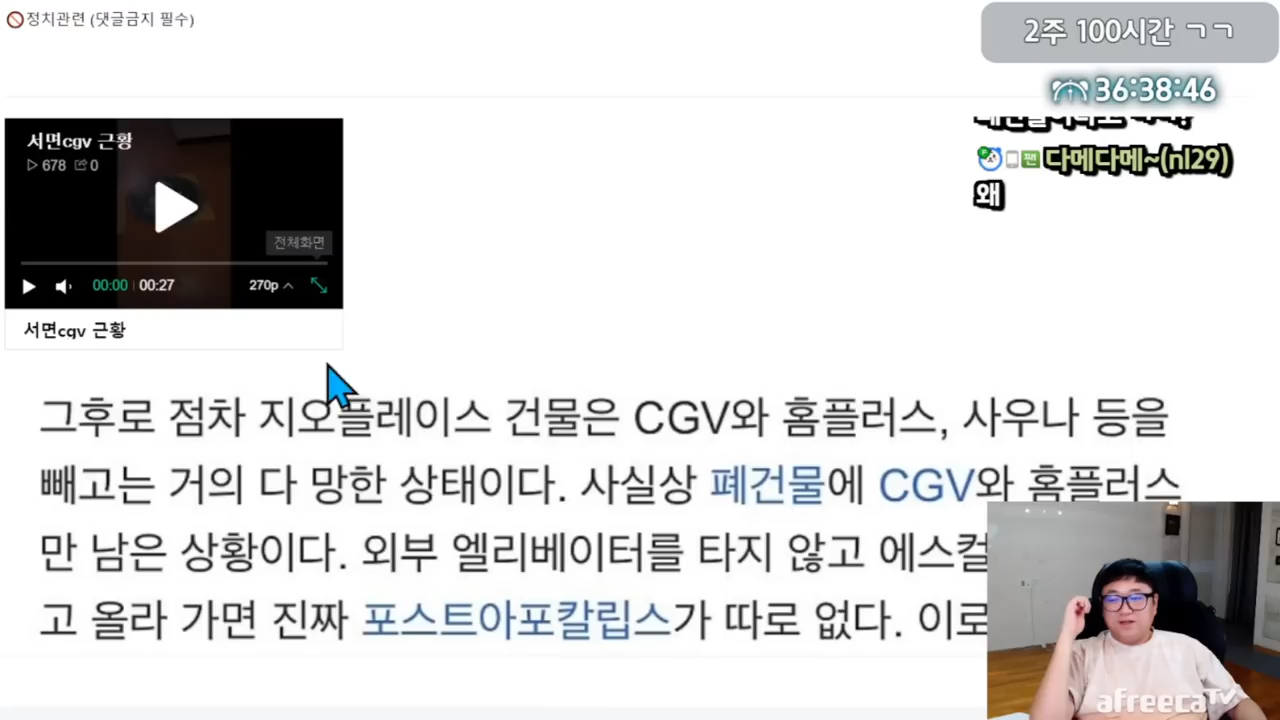 정치관련 (댓글금지 필수)
2주 100시간 ㄱㄱ
36:38:46
서면cgv 근황
678 0
다메다메~(nl29)
왜
전체화면
00:00 00:27
270p
서면cgv 근황
그후로 점차 지오플레이스 건물은 CGV와 홈플러스, 사우나 등을
빼고는 거의 다 망한 상태이다. 사실상 폐건물에 CGV와 홈플러스
만 남은 상황이다. 외부 엘리베이터를 타지 않고 에스컬
고 올라 가면 진짜 포스트아포칼립스가 따로 없다. 이로
afreecaTV